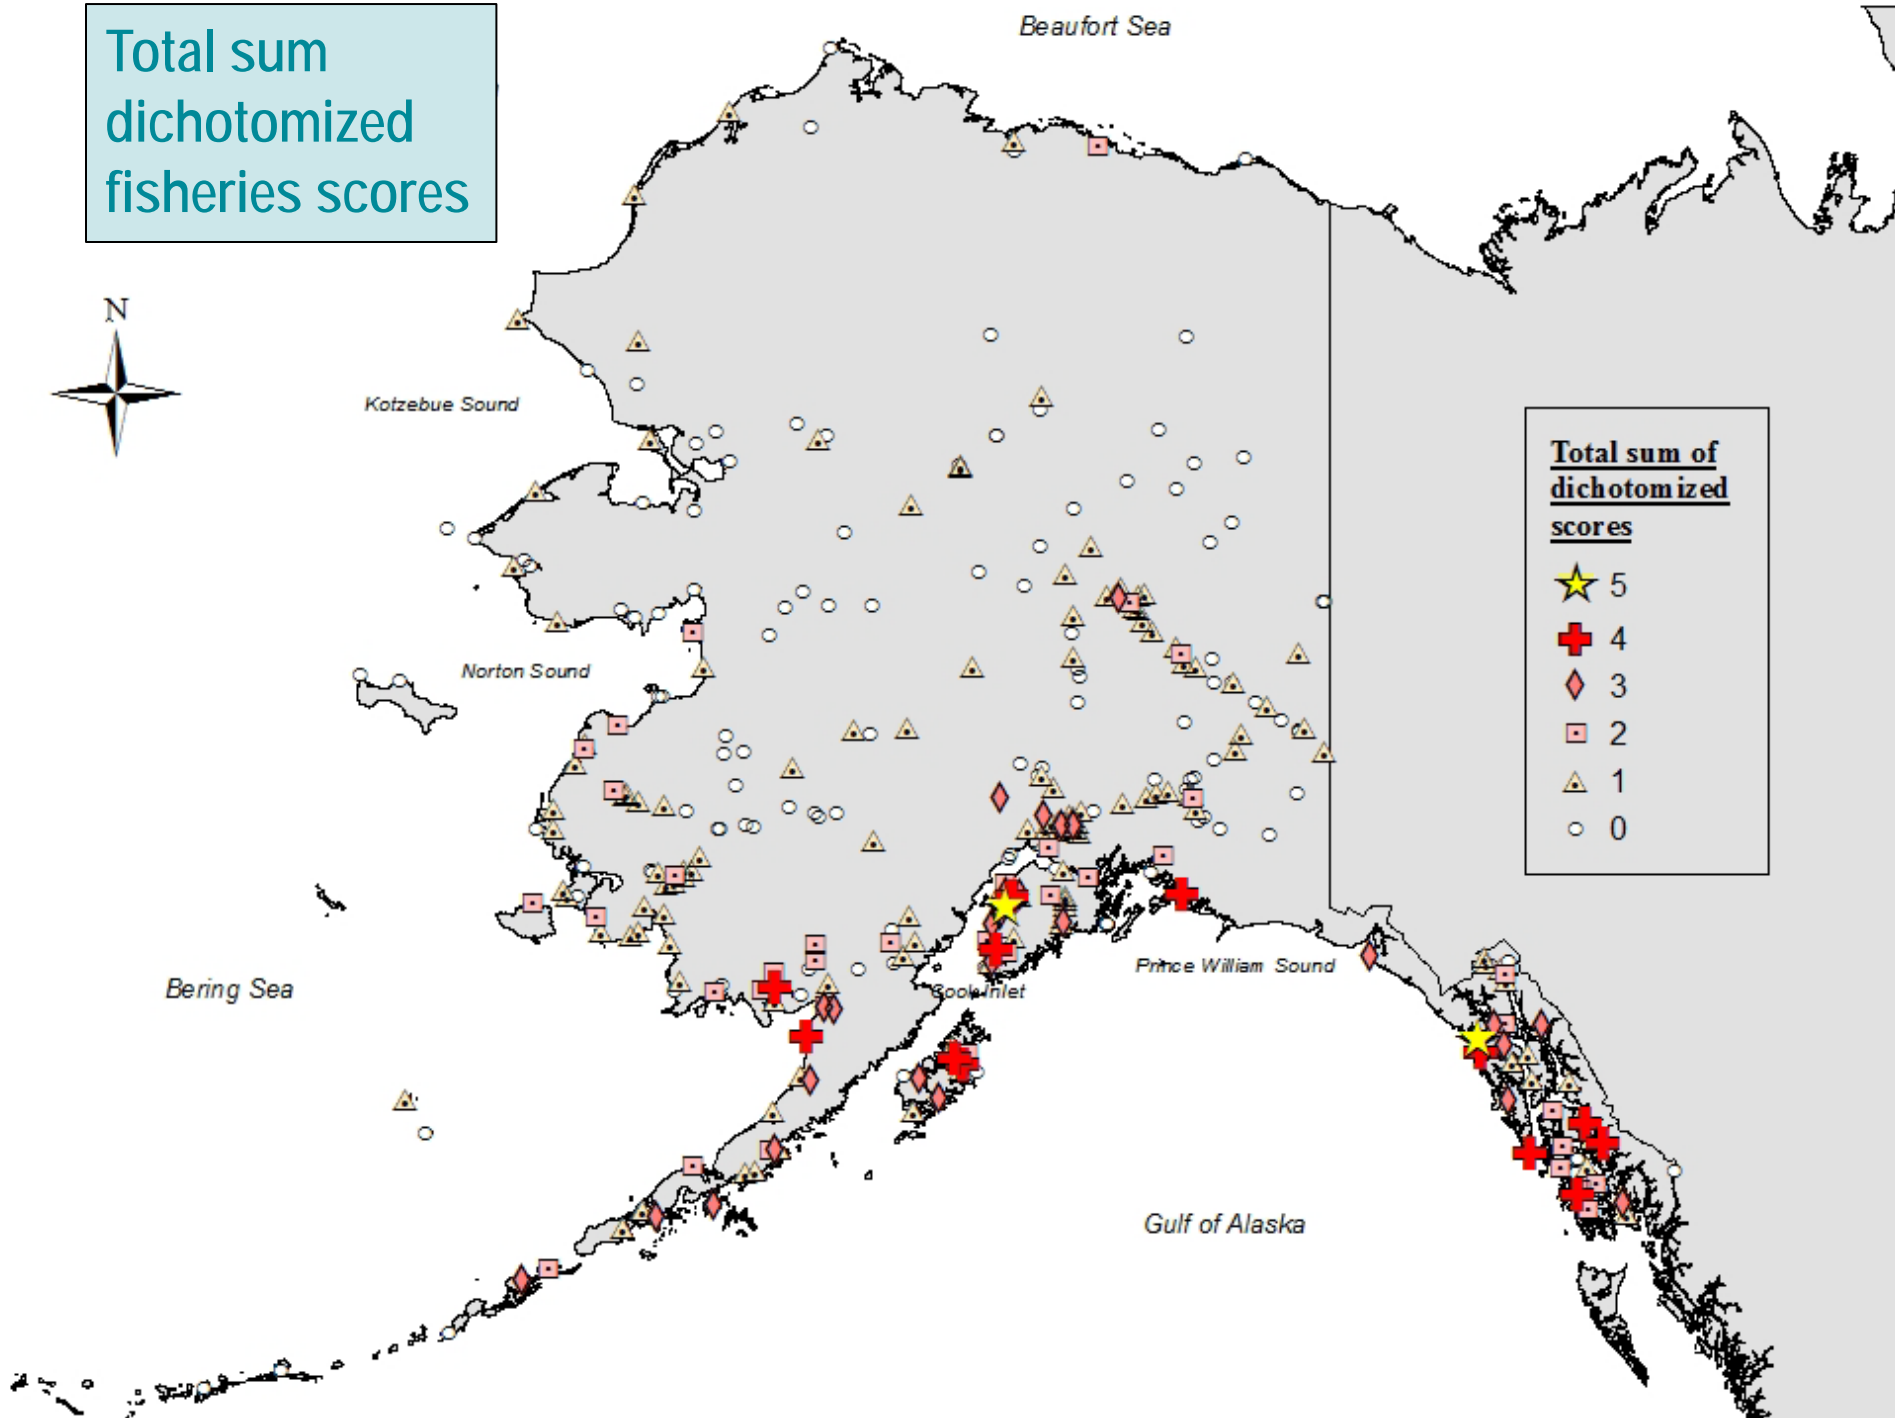 Total sum
dichotomized
fisheries scores
Beaufort Sea
N
Kotzebue Sound
Norton Sound
Bering Sea
Prince William Sound
Cook Inlet
Gulf of Alaska
Total sum of
dichotomized
scores
5
4
3
2
1
0